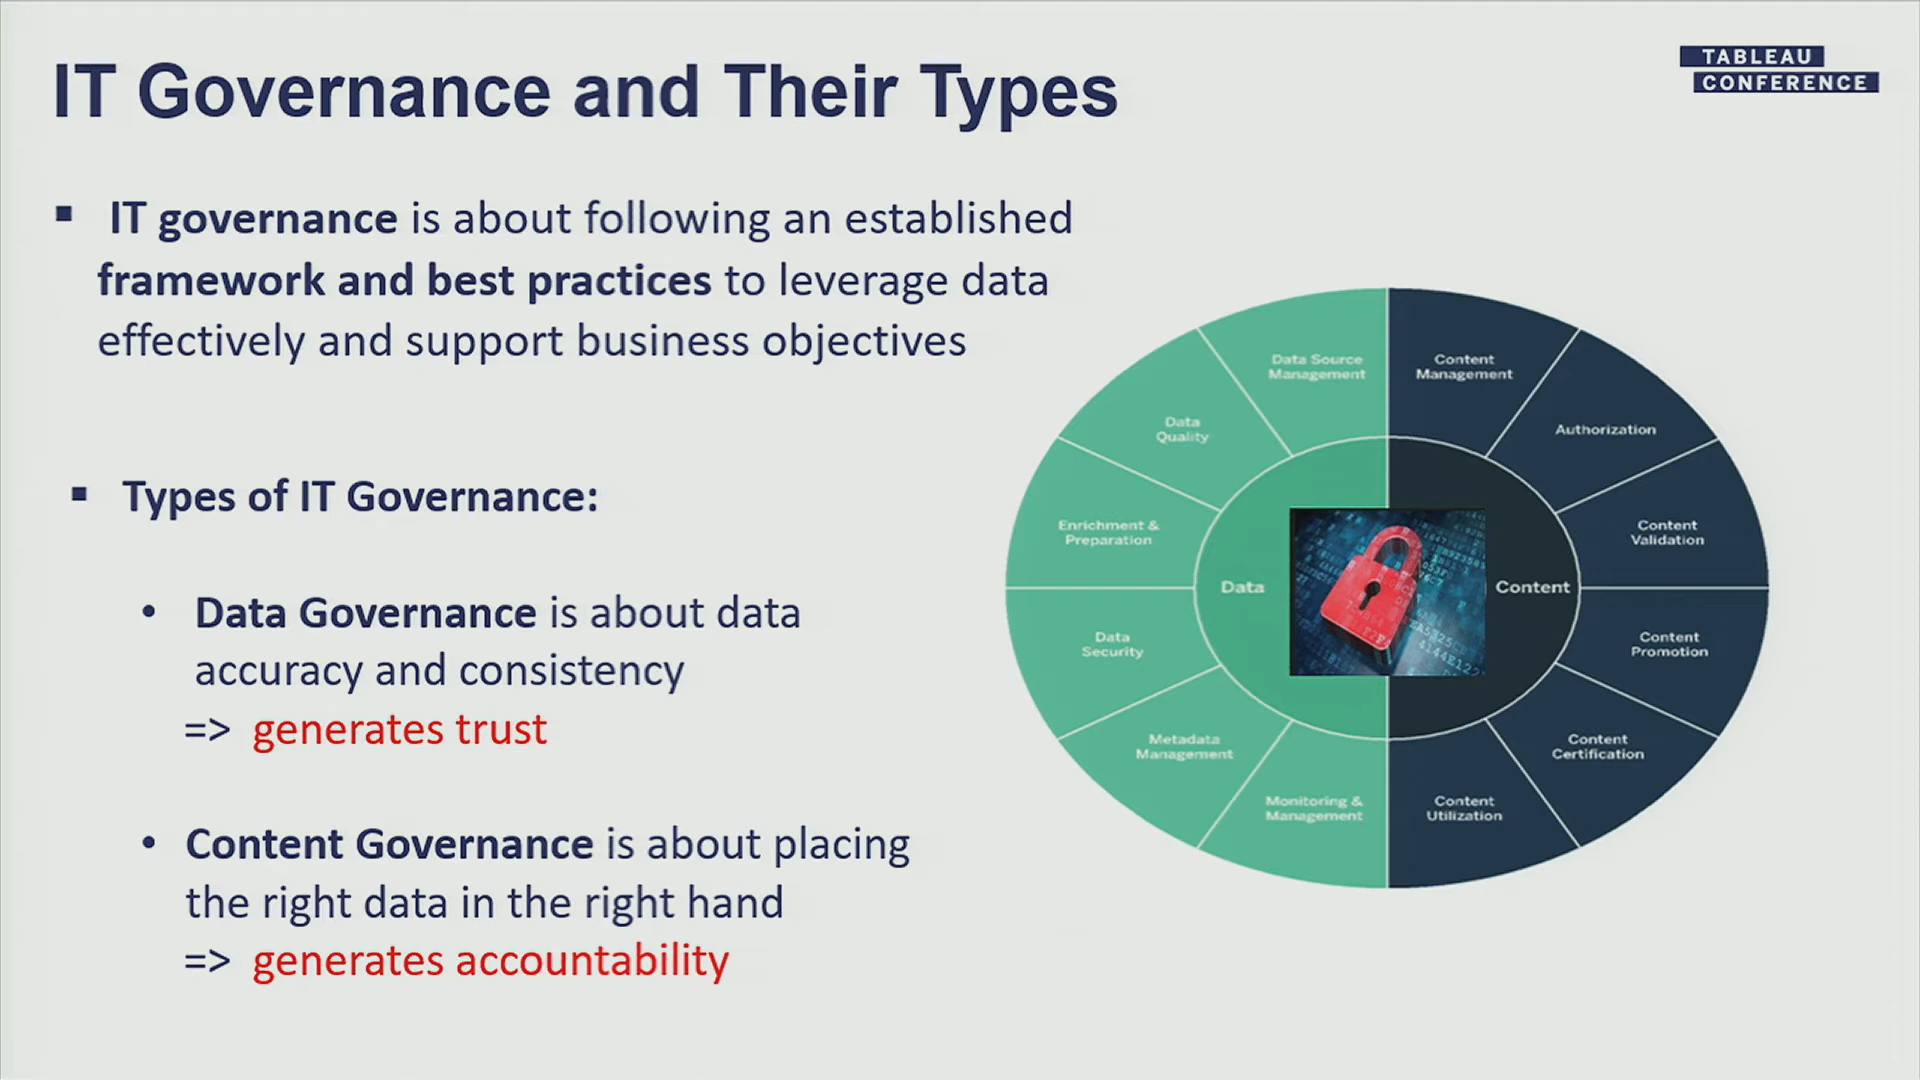 IT Governance and Their Types
TABLEAU
CONFERENCE
▪ IT governance is about following an established
framework and best practices to leverage data
effectively and support business objectives
▪ Types of IT Governance:
• Data Governance is about data
accuracy and consistency
=> generates trust
• Content Governance is about placing
the right data in the right hand
=> generates accountability
Data Source
Management
Content
Management
Data
Quality
Authorization
Enrichment &
Preparation
Content
Validation
Data
Content
Data
Security
Content
Promotion
Metadata
Management
Content
Certification
Monitoring &
Management
Content
Utilization